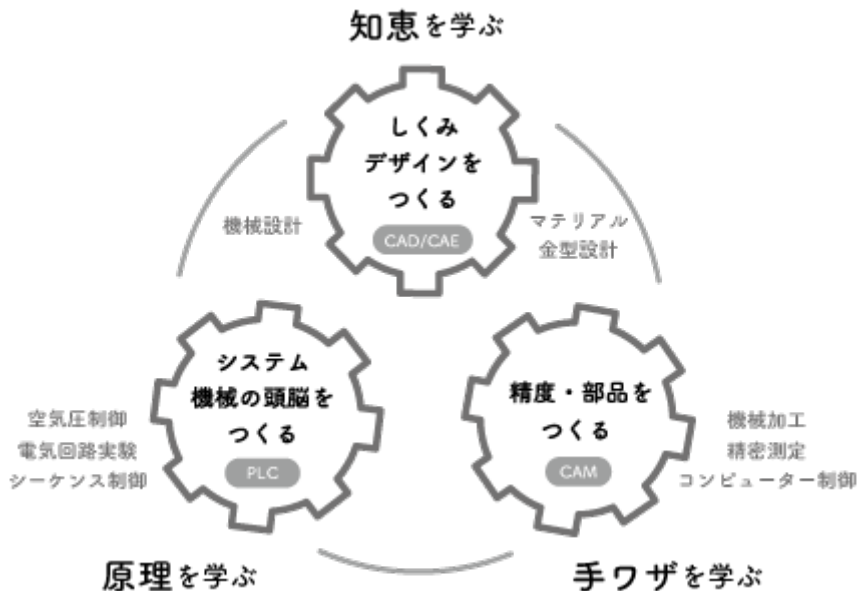 知恵を学ぶ
しくみ
デザインを
つくる
CAD/CAE
機械設計
マテリアル
金型設計
システム
機械の頭脳を
つくる
PLC
空気圧制御
電気回路実験
シーケンス制御
精度・部品を
つくる
CAM
機械加工
精密測定
コンピューター制御
原理を学ぶ
手ワザを学ぶ